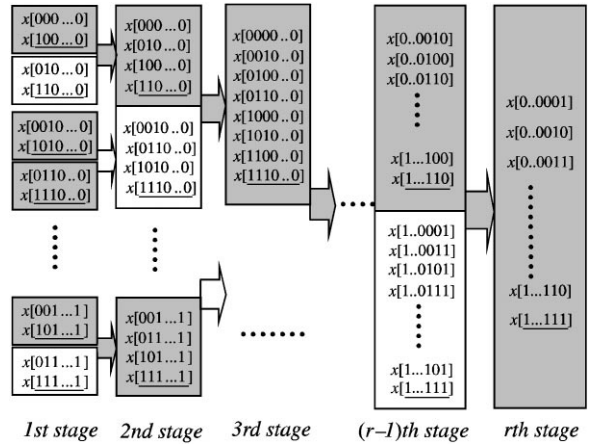 x[000 ... 0]
x[100 ... 0]
x[010 ... 0]
x[110 ... 0]
x[0010 ... 0]
x[1010 ... 0]
x[0110 ... 0]
x[1110 ... 0]
x[001 ... 1]
x[101 ... 1]
x[011 ... 1]
x[111 ... 1]
1st stage
x[000 ... 0]
x[010 ... 0]
x[100 ... 0]
x[110 ... 0]
x[0010 .. 0]
x[0110 .. 0]
x[1010 .. 0]
x[1110 .. 0]
x[001 ... 1]
x[011 ... 1]
x[101 ... 1]
x[111 ... 1]
2nd stage
x[0000 .. 0]
x[0010 .. 0]
x[0100 .. 0]
x[0110 .. 0]
x[1000 .. 0]
x[1010 .. 0]
x[1100 .. 0]
x[1110 .. 0]
3rd stage
x[0..0010]
x[0..0100]
x[0..0110]
x[1...100]
x[1...110]
x[1..0001]
x[1..0011]
x[1..0101]
x[1..0111]
x[1...101]
x[1...111]
(r–1)th stage
x[0..0001]
x[0..0010]
x[0..0011]
x[1...110]
x[1...111]
rth stage